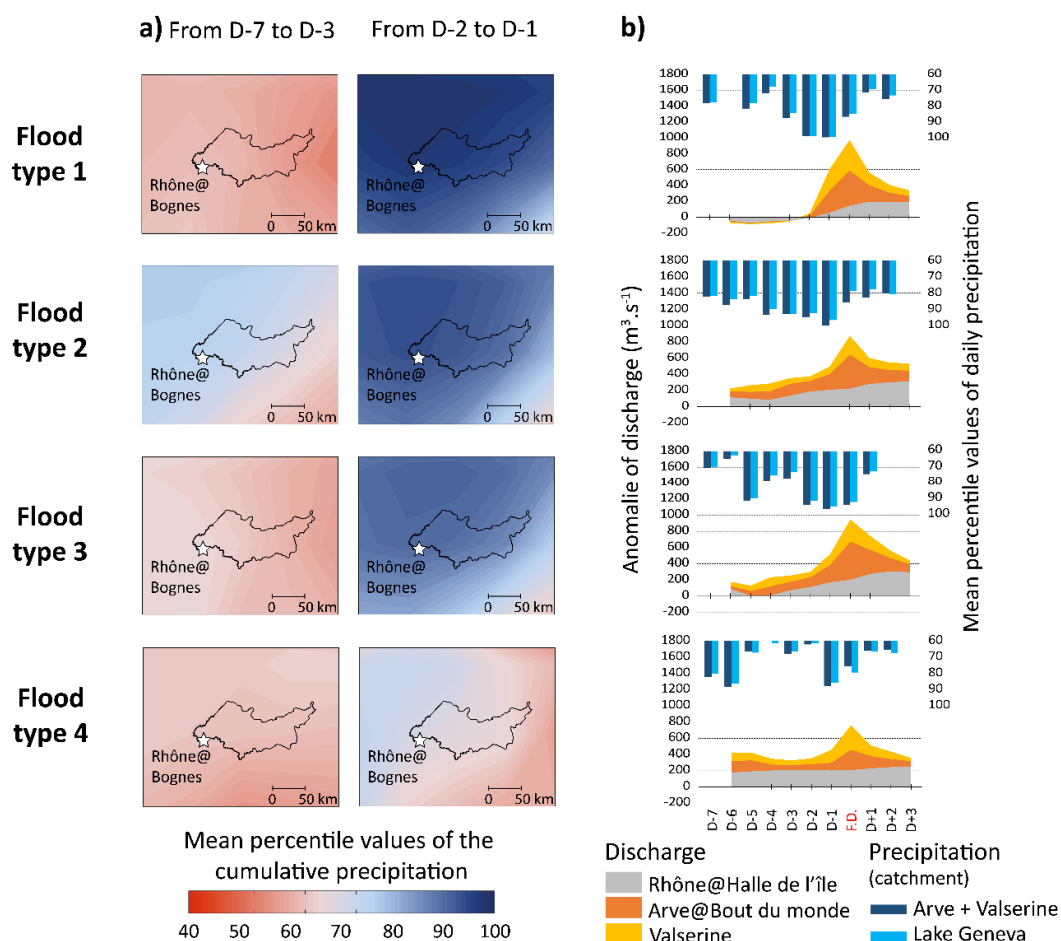 a) From D-7 to D-3 From D-2 to D-1
Flood
type 1
Rhône@
Bognes
0 50 km
Rhône@
Bognes
0 50 km
Flood
type 2
Rhône@
Bognes
0 50 km
Rhône@
Bognes
0 50 km
Flood
type 3
Rhône@
Bognes
0 50 km
Rhône@
Bognes
0 50 km
Flood
type 4
Rhône@
Bognes
0 50 km
Rhône@
Bognes
0 50 km
Mean percentile values of the
cumulative precipitation
40 50 60 70 80 90 100
b)
Anomalie of discharge (m³.s⁻¹)
Mean percentile values of daily precipitation
1800 60
1600 70
1400 80
1200 90
1000 100
800
600
400
200
0
-200
1800 60
1600 70
1400 80
1200 90
1000 100
800
600
400
200
0
-200
1800 60
1600 70
1400 80
1200 90
1000 100
800
600
400
200
0
-200
1800 60
1600 70
1400 80
1200 90
1000 100
800
600
400
200
0
-200
D-7 D-6 D-5 D-4 D-3 D-2 D-1 F.D. D+1 D+2 D+3
Discharge
Rhône@Halle de l'île
Arve@Bout du monde
Valserine
Precipitation
(catchment)
Arve + Valserine
Lake Geneva